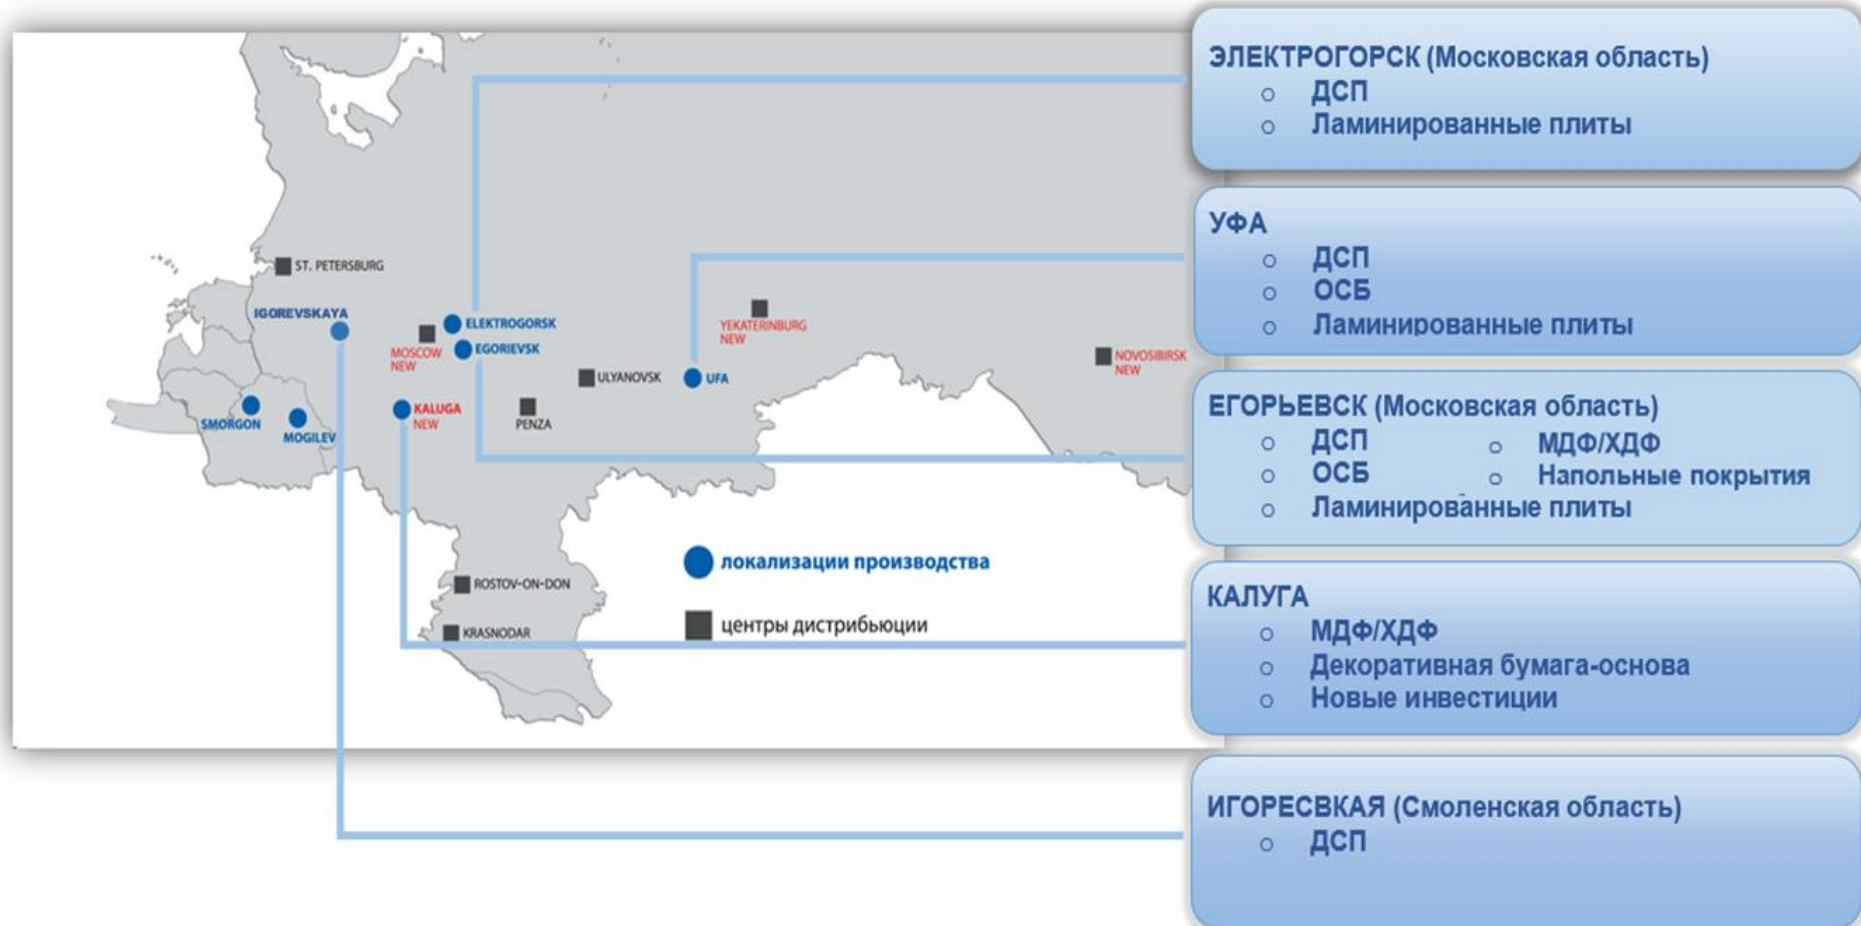 ST. PETERSBURG
IGOREVSKAYA
ELEKTROGORSK
MOSCOW
NEW
EGORIEVSK
YEKATERINBURG
NEW
NOVOSIBIRSK
NEW
ULYANOVSK
UFA
SMORGON
MOGILEV
KALUGA
NEW
PENZA
ROSTOV-ON-DON
KRASNODAR
локализации производства
центры дистрибьюции
ЭЛЕКТРОГОРСК (Московская область)
ДСП
Ламинированные плиты
УФА
ДСП
ОСБ
Ламинированные плиты
ЕГОРЬЕВСК (Московская область)
ДСП
ОСБ
Ламинированные плиты
МДФ/ХДФ
Напольные покрытия
КАЛУГА
МДФ/ХДФ
Декоративная бумага-основа
Новые инвестиции
ИГОРЕСВКАЯ (Смоленская область)
ДСП